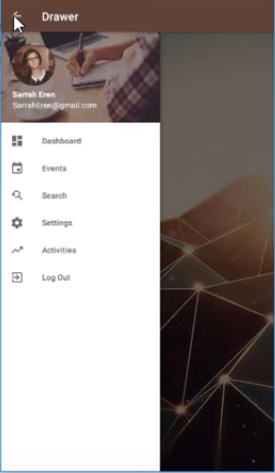 Drawer
Sarrah Eren
SarrahEren@gmail.com
Dashboard
Events
Search
Settings
Activities
Log Out